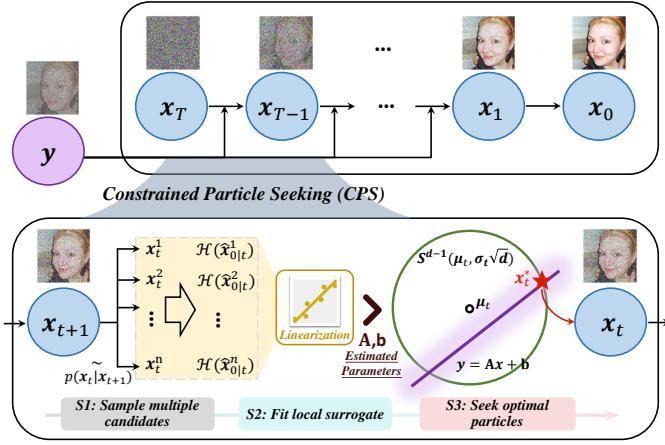 ...
y
x_T
x_{T-1}
...
x_1
x_0
Constrained Particle Seeking (CPS)
x_{t+1}
p(x_t|x_{t+1})
x_t^1 H(x̂_{0|t}^1)
x_t^2 H(x̂_{0|t}^2)
⋮ ⋮
x_t^n H(x̂_{0|t}^n)
~
Linearization
A,b
Estimated
Parameters
S^{d-1}(μ_t, σ_t√d)
x_t^*
μ_t
y = Ax + b
x_t
S1: Sample multiple
candidates
S2: Fit local surrogate
S3: Seek optimal
particles